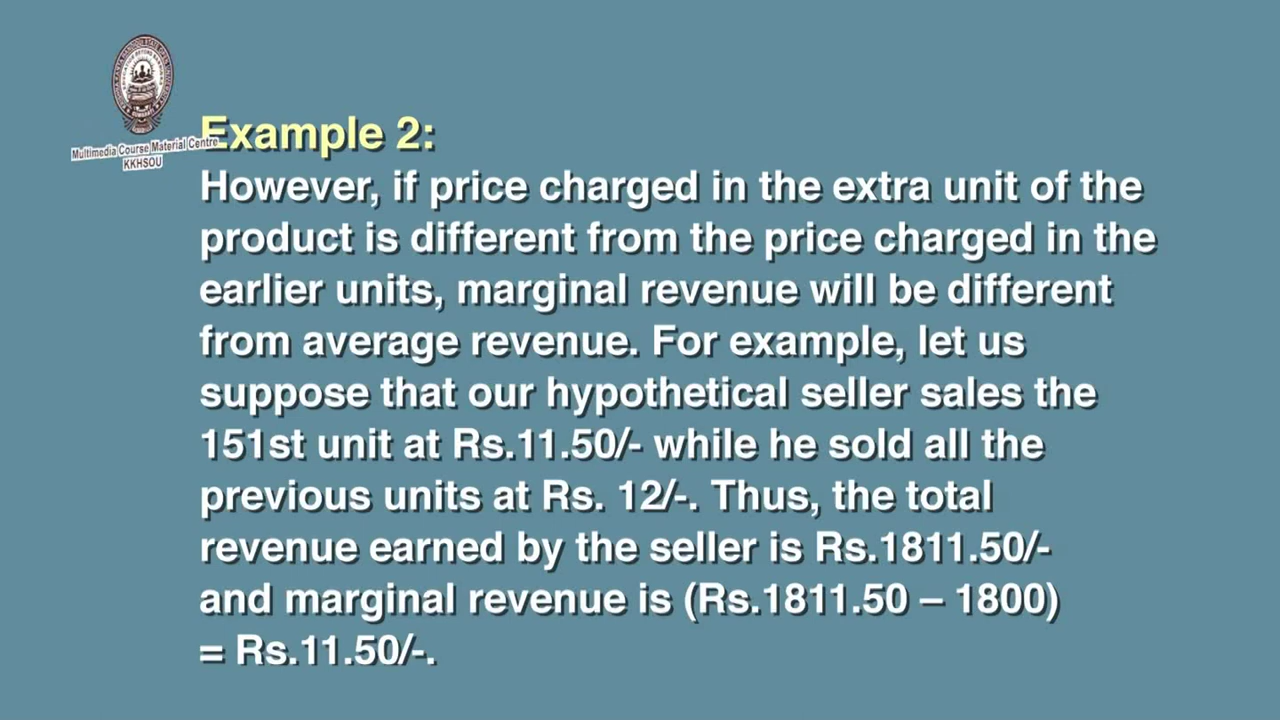 Multimedia Course Material Centre
KKHSOU
Example 2:
However, if price charged in the extra unit of the
product is different from the price charged in the
earlier units, marginal revenue will be different
from average revenue. For example, let us
suppose that our hypothetical seller sales the
151st unit at Rs.11.50/- while he sold all the
previous units at Rs. 12/-. Thus, the total
revenue earned by the seller is Rs.1811.50/-
and marginal revenue is (Rs.1811.50 – 1800)
= Rs.11.50/-.